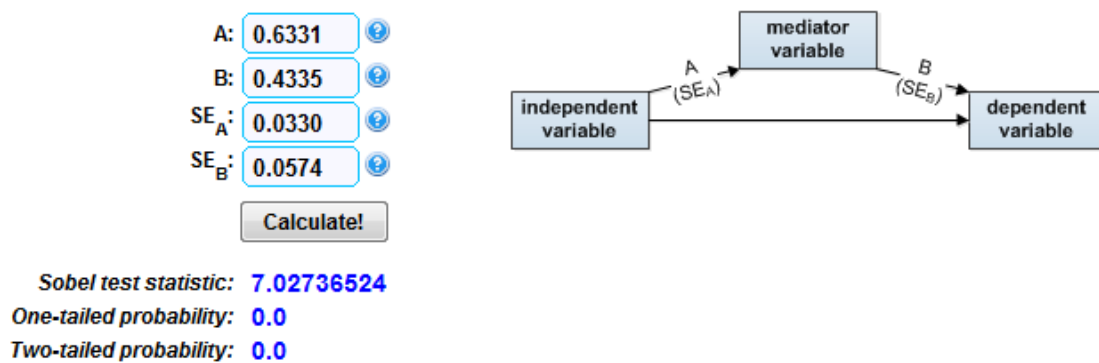 A: 0.6331
B: 0.4335
SEA: 0.0330
SEB: 0.0574
Calculate!
Sobel test statistic: 7.02736524
One-tailed probability: 0.0
Two-tailed probability: 0.0
mediator
variable
A
(SEA)
B
(SEB)
independent
variable
dependent
variable